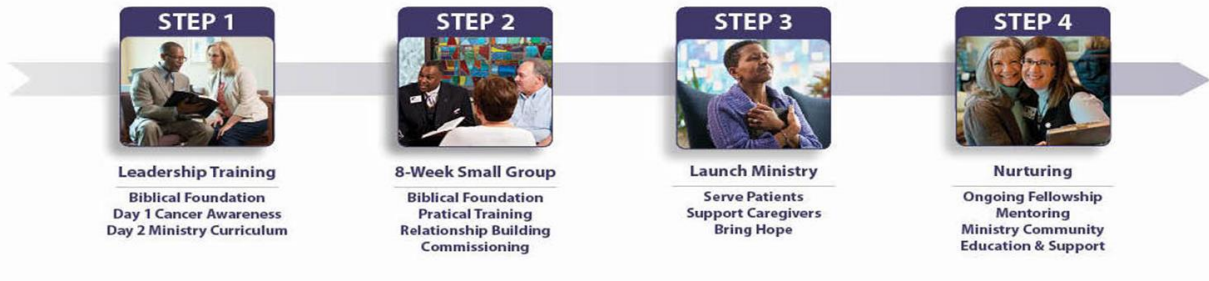 STEP 1
Leadership Training
Biblical Foundation
Day 1 Cancer Awareness
Day 2 Ministry Curriculum
STEP 2
8-Week Small Group
Biblical Foundation
Pratical Training
Relationship Building
Commissioning
STEP 3
Launch Ministry
Serve Patients
Support Caregivers
Bring Hope
STEP 4
Nurturing
Ongoing Fellowship
Mentoring
Ministry Community
Education & Support